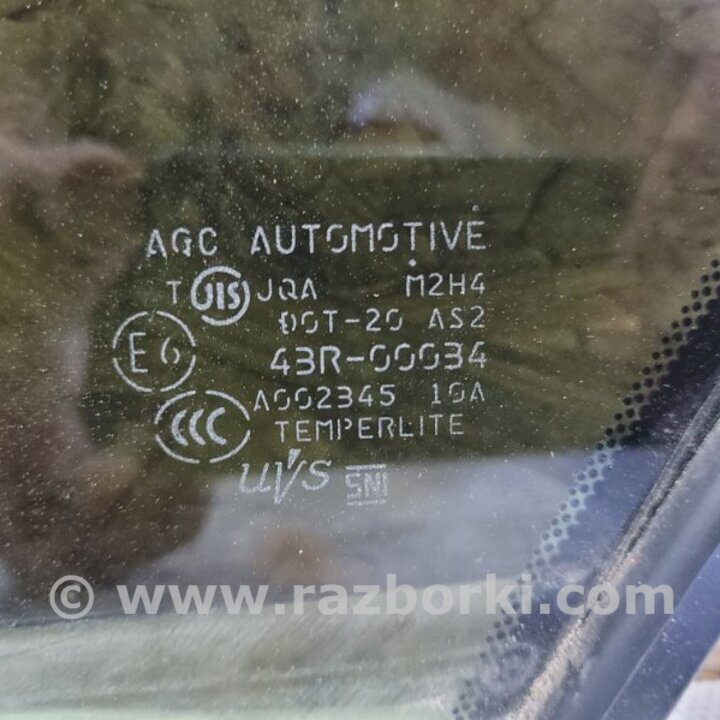 AGC AUTOMOTIVE
T JIS JQA M2H4
DOT-20 AS2
E6 43R-00034
CCC A002345 10A
TEMPERLITE
UVS SNI
© www.razborki.com